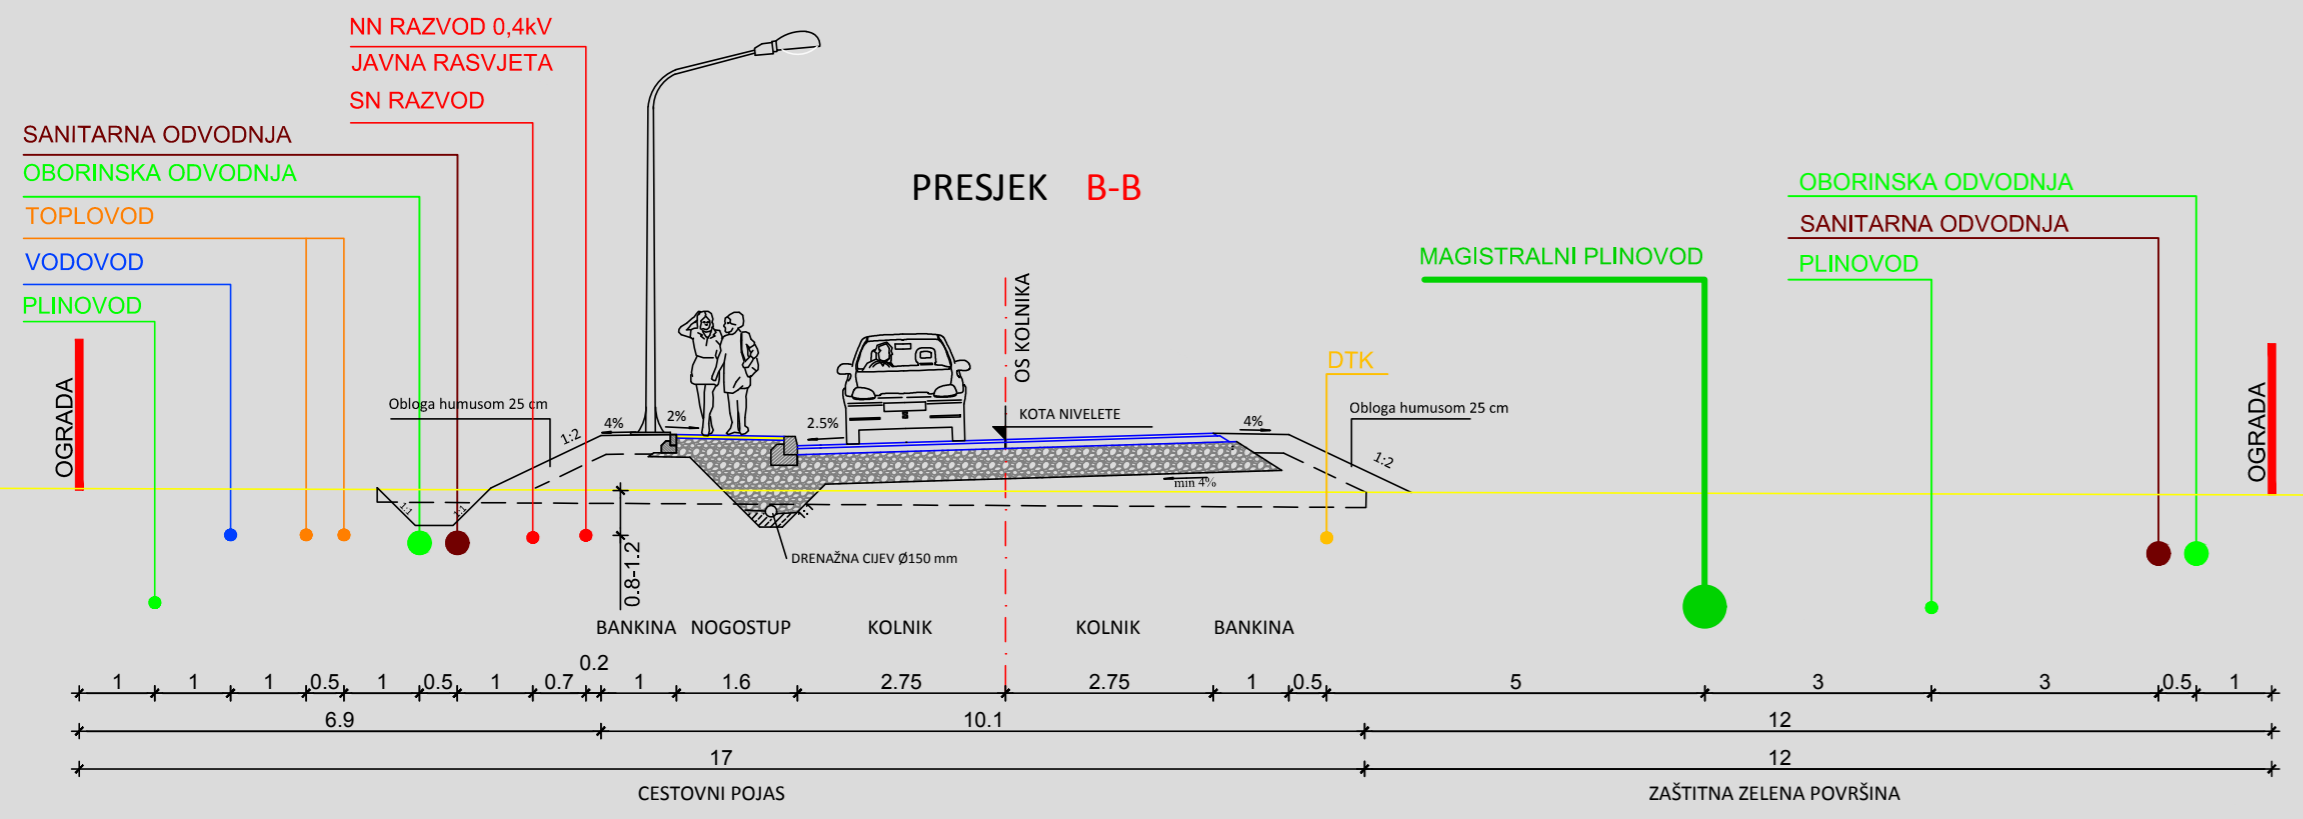 NN RAZVOD 0,4kV
JAVNA RASVJETA
SN RAZVOD
SANITARNA ODVODNJA
OBORINSKA ODVODNJA
TOPLOVOD
VODOVOD
PLINOVOD
PRESJEK B-B
OBORINSKA ODVODNJA
SANITARNA ODVODNJA
MAGISTRALNI PLINOVOD
PLINOVOD
OGRADA
OS KOLNIKA
DTK
OGRADA
Obloga humusom 25 cm
1:2
4%
2%
2.5%
KOTA NIVELETE
4%
Obloga humusom 25 cm
1:2
min 4%
1:1
1:1
1:1
DRENAŽNA CIJEV Ø150 mm
0.8-1.2
BANKINA NOGOSTUP KOLNIK KOLNIK BANKINA
0.2
1 1 1 0.5 1 0.5 1 0.7 1 1.6 2.75 2.75 1 0.5 5 3 3 0.5 1
6.9 10.1 12
17 12
CESTOVNI POJAS ZAŠTITNA ZELENA POVRŠINA